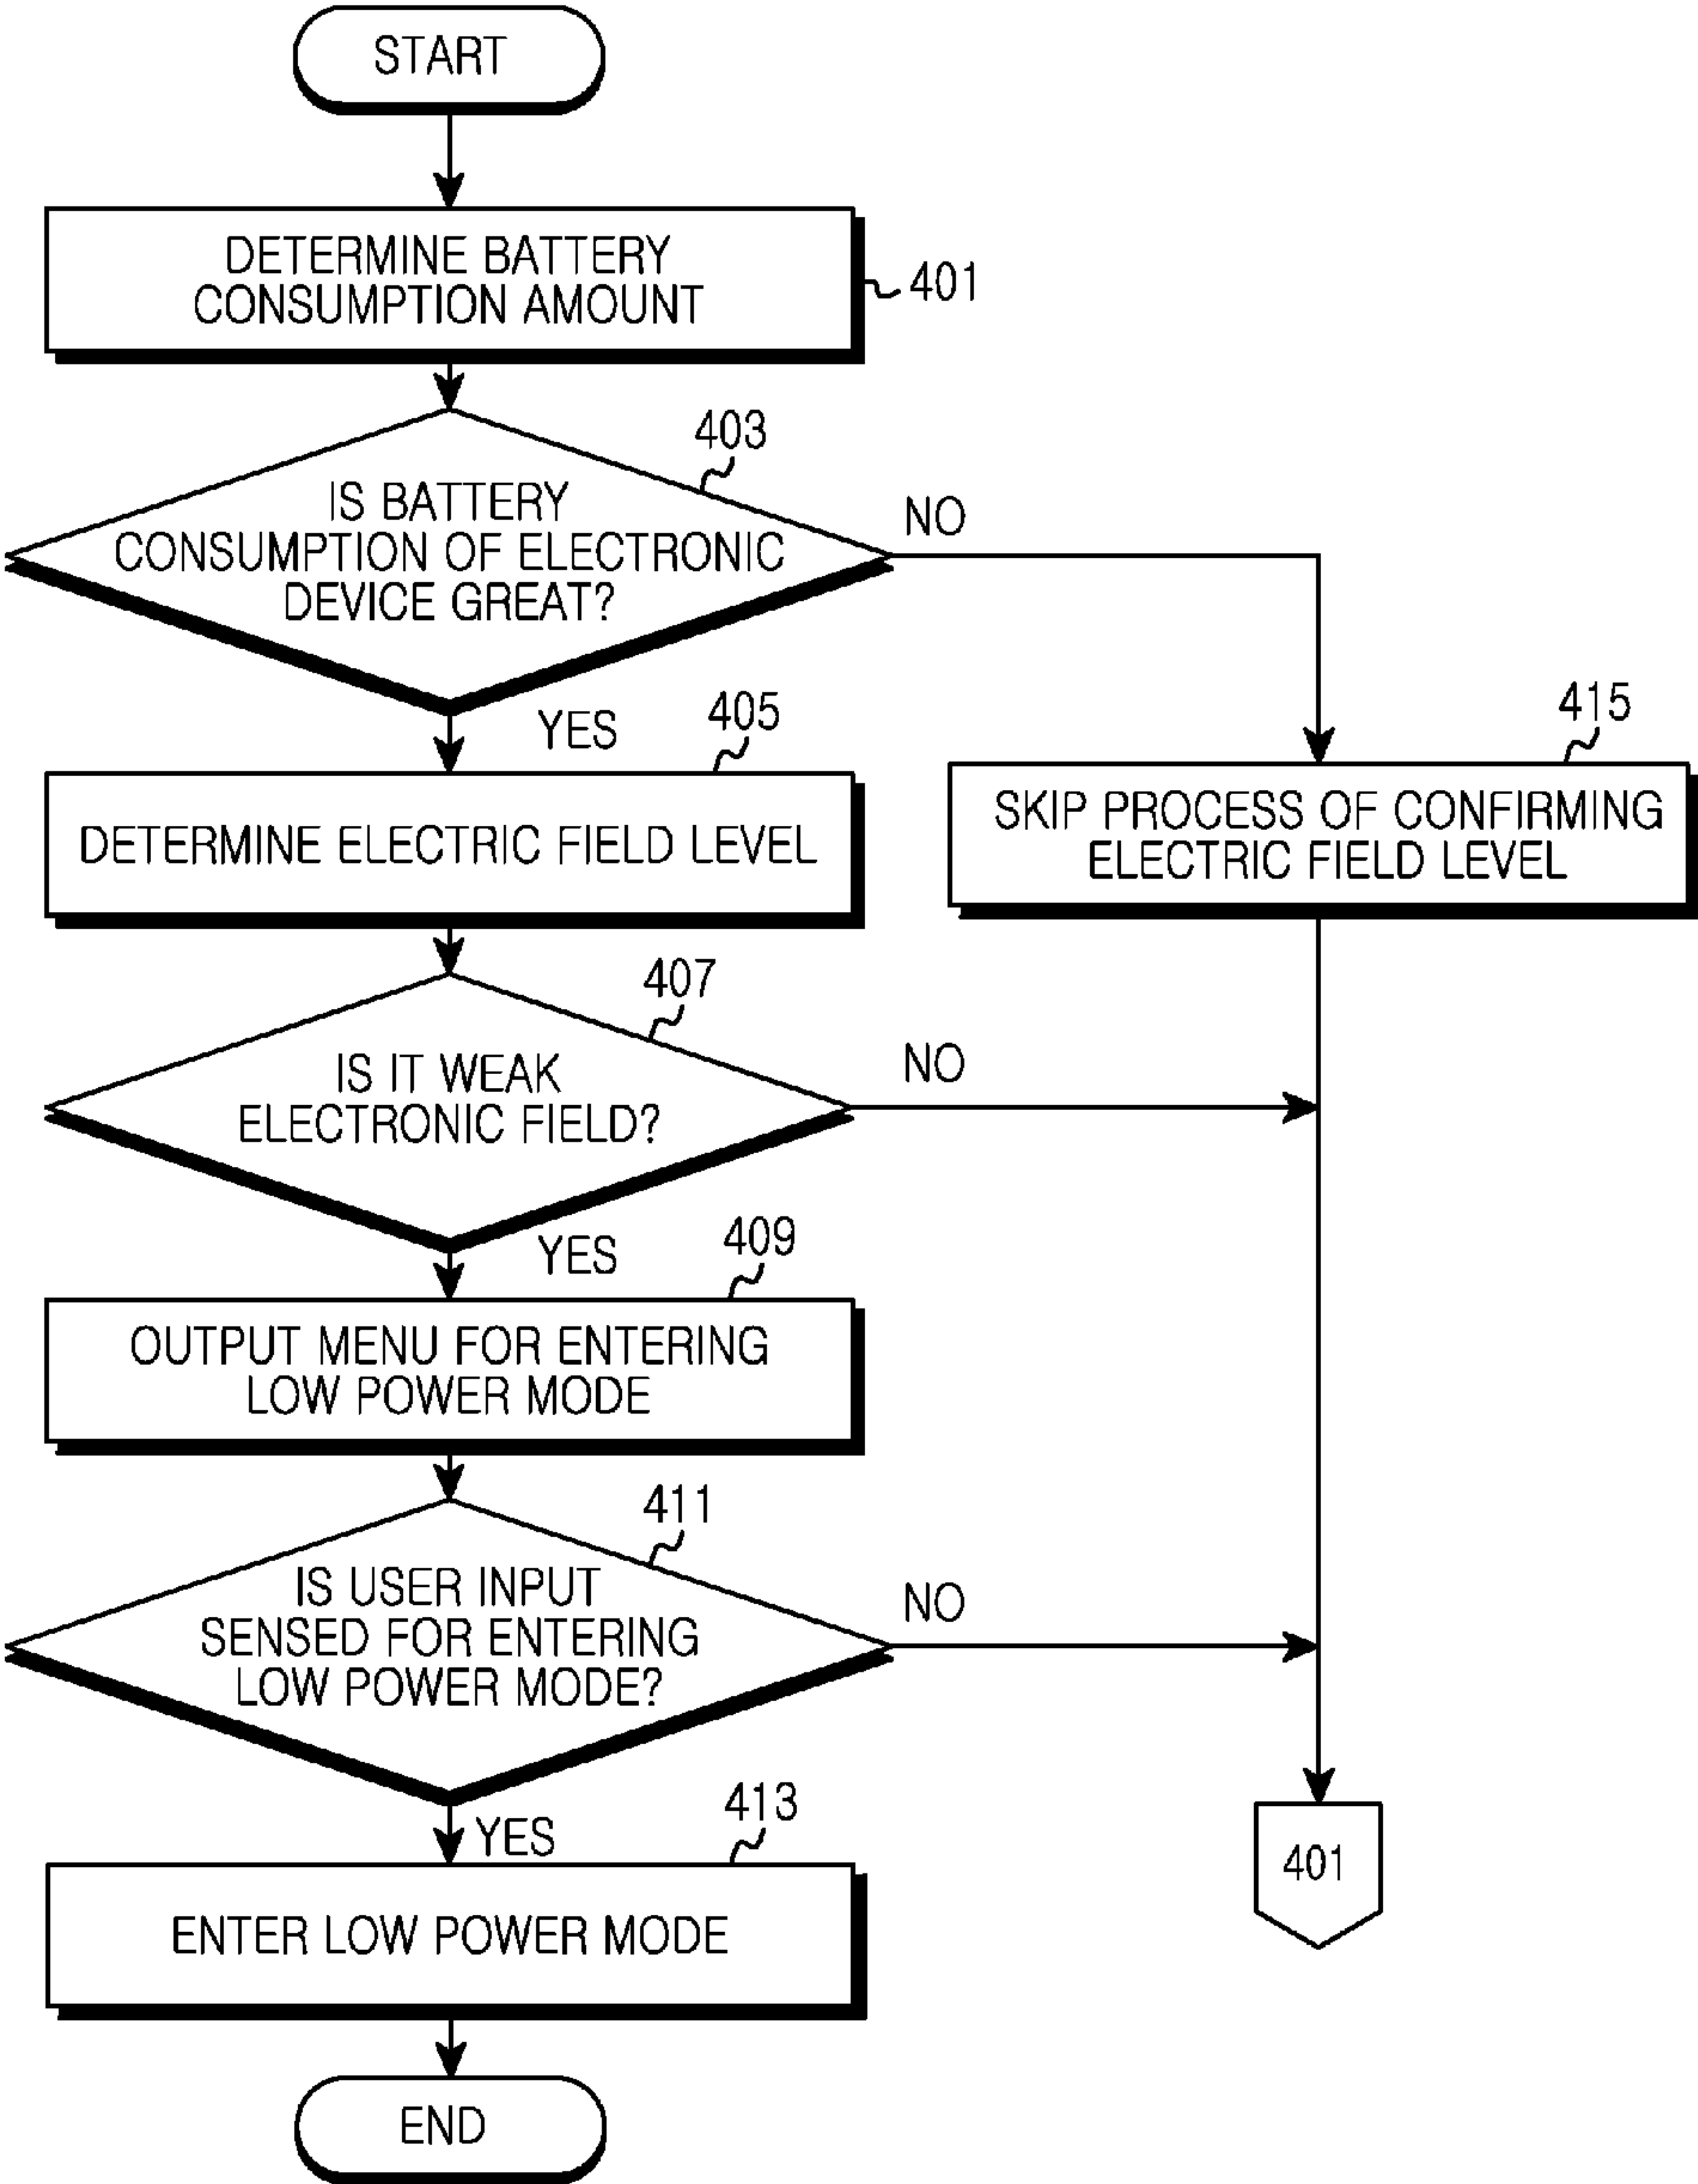 START
DETERMINE BATTERY
CONSUMPTION AMOUNT
401
403
IS BATTERY
CONSUMPTION OF ELECTRONIC
DEVICE GREAT?
NO
YES
405
DETERMINE ELECTRIC FIELD LEVEL
415
SKIP PROCESS OF CONFIRMING
ELECTRIC FIELD LEVEL
407
IS IT WEAK
ELECTRONIC FIELD?
NO
YES
409
OUTPUT MENU FOR ENTERING
LOW POWER MODE
411
IS USER INPUT
SENSED FOR ENTERING
LOW POWER MODE?
NO
YES
413
ENTER LOW POWER MODE
401
END